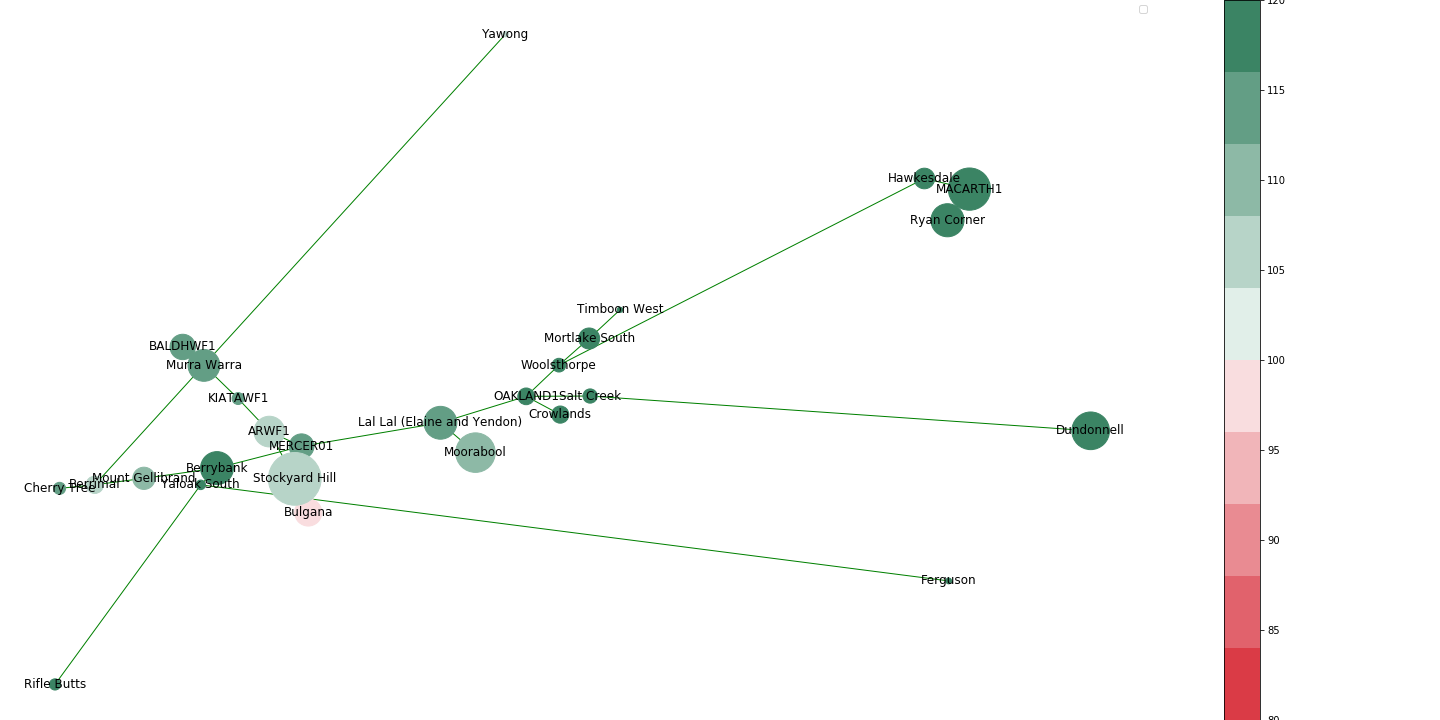 120
Yawong
115
Hawkesdale
110
MACARTH1
Ryan Corner
105
Timboon West
Mortlake South
BALDHWF1
Murra Warra
Woolsthorpe
100
KIATAWF1
OAKLAND1
Salt Creek
Crowlands
Lal Lal (Elaine and Yendon)
Dundonnell
ARWF1
MERCER01
Moorabool
95
Berrybank
Mount Gellibrand
Stockyard Hill
Yaloak South
Cherry Tree
Berrimal
Bulgana
90
Ferguson
85
Rifle Butts
80